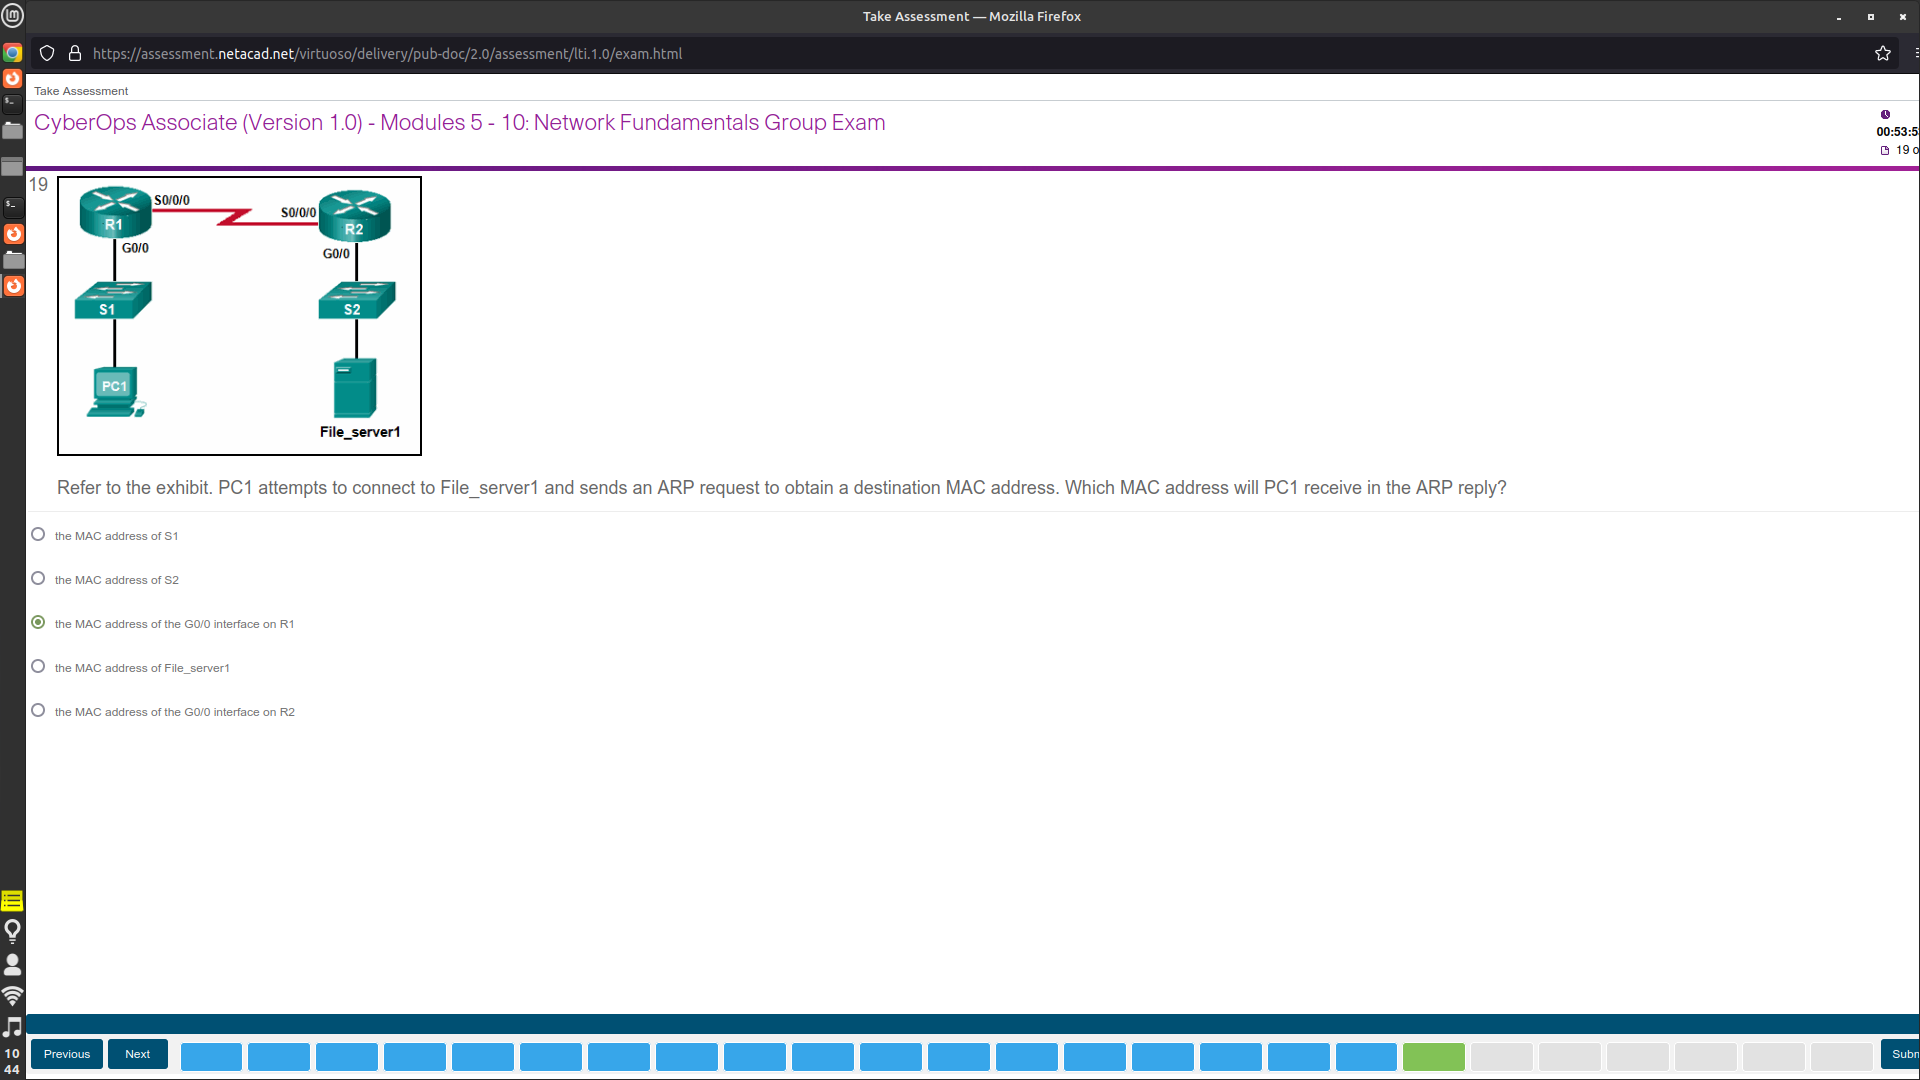 Take Assessment — Mozilla Firefox
https://assessment.netacad.net/virtuoso/delivery/pub-doc/2.0/assessment/lti.1.0/exam.html
Take Assessment
CyberOps Associate (Version 1.0) - Modules 5 - 10: Network Fundamentals Group Exam
00:53:5
19 o
19
S0/0/0
S0/0/0
R1
R2
G0/0
G0/0
S1
S2
PC1
File_server1
Refer to the exhibit. PC1 attempts to connect to File_server1 and sends an ARP request to obtain a destination MAC address. Which MAC address will PC1 receive in the ARP reply?
the MAC address of S1
the MAC address of S2
the MAC address of the G0/0 interface on R1
the MAC address of File_server1
the MAC address of the G0/0 interface on R2
Previous
Next
Subm
10
44